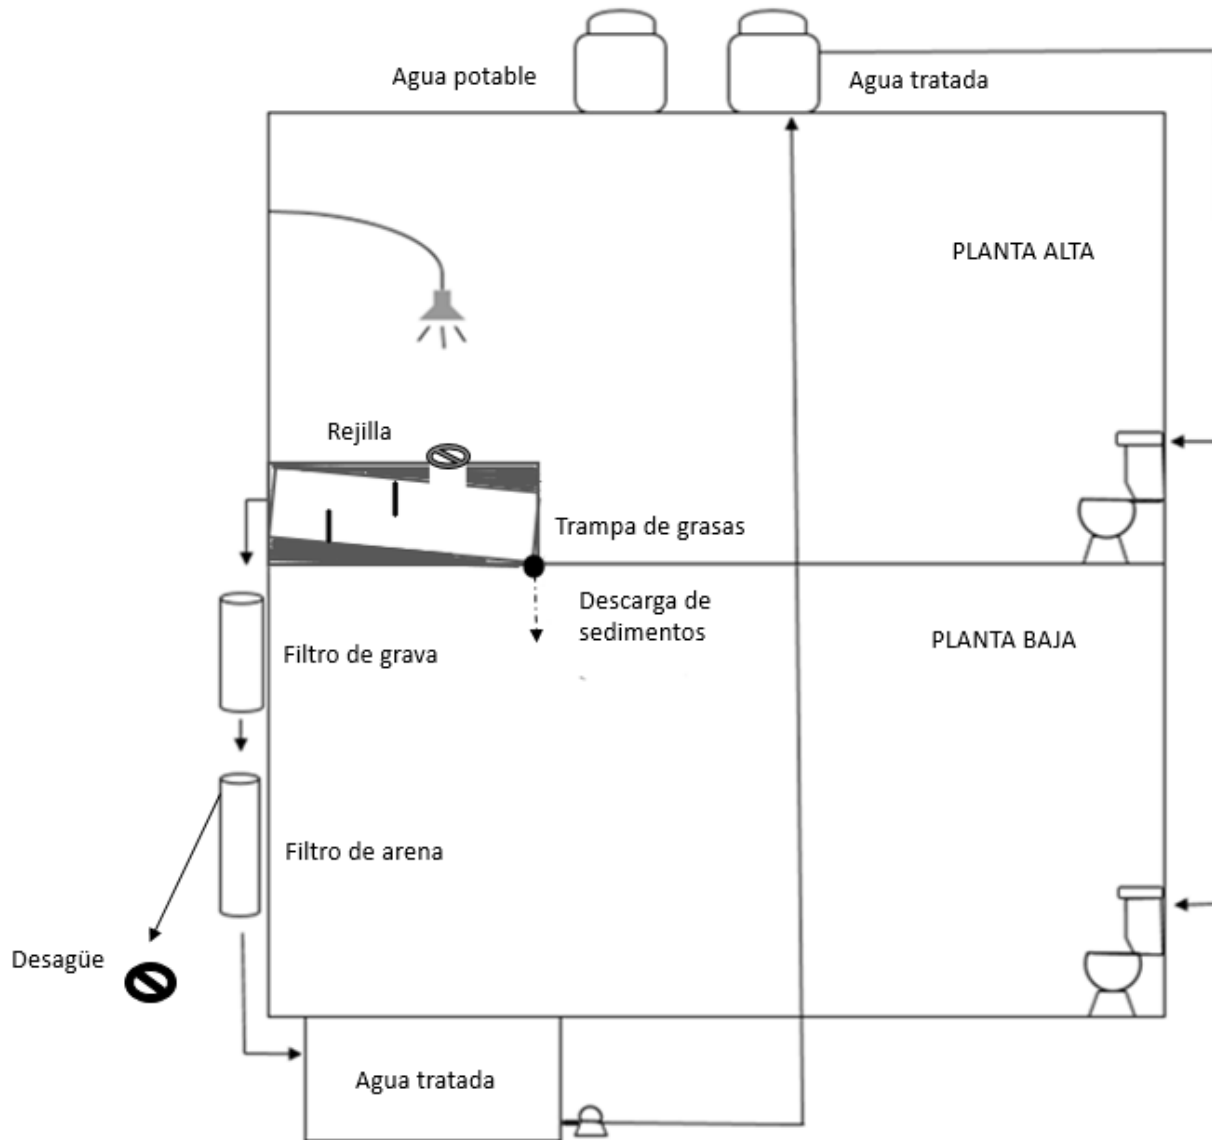 Agua potable
Agua tratada
PLANTA ALTA
Rejilla
Trampa de grasas
Descarga de
sedimentos
PLANTA BAJA
Filtro de grava
Filtro de arena
Desagüe
Agua tratada